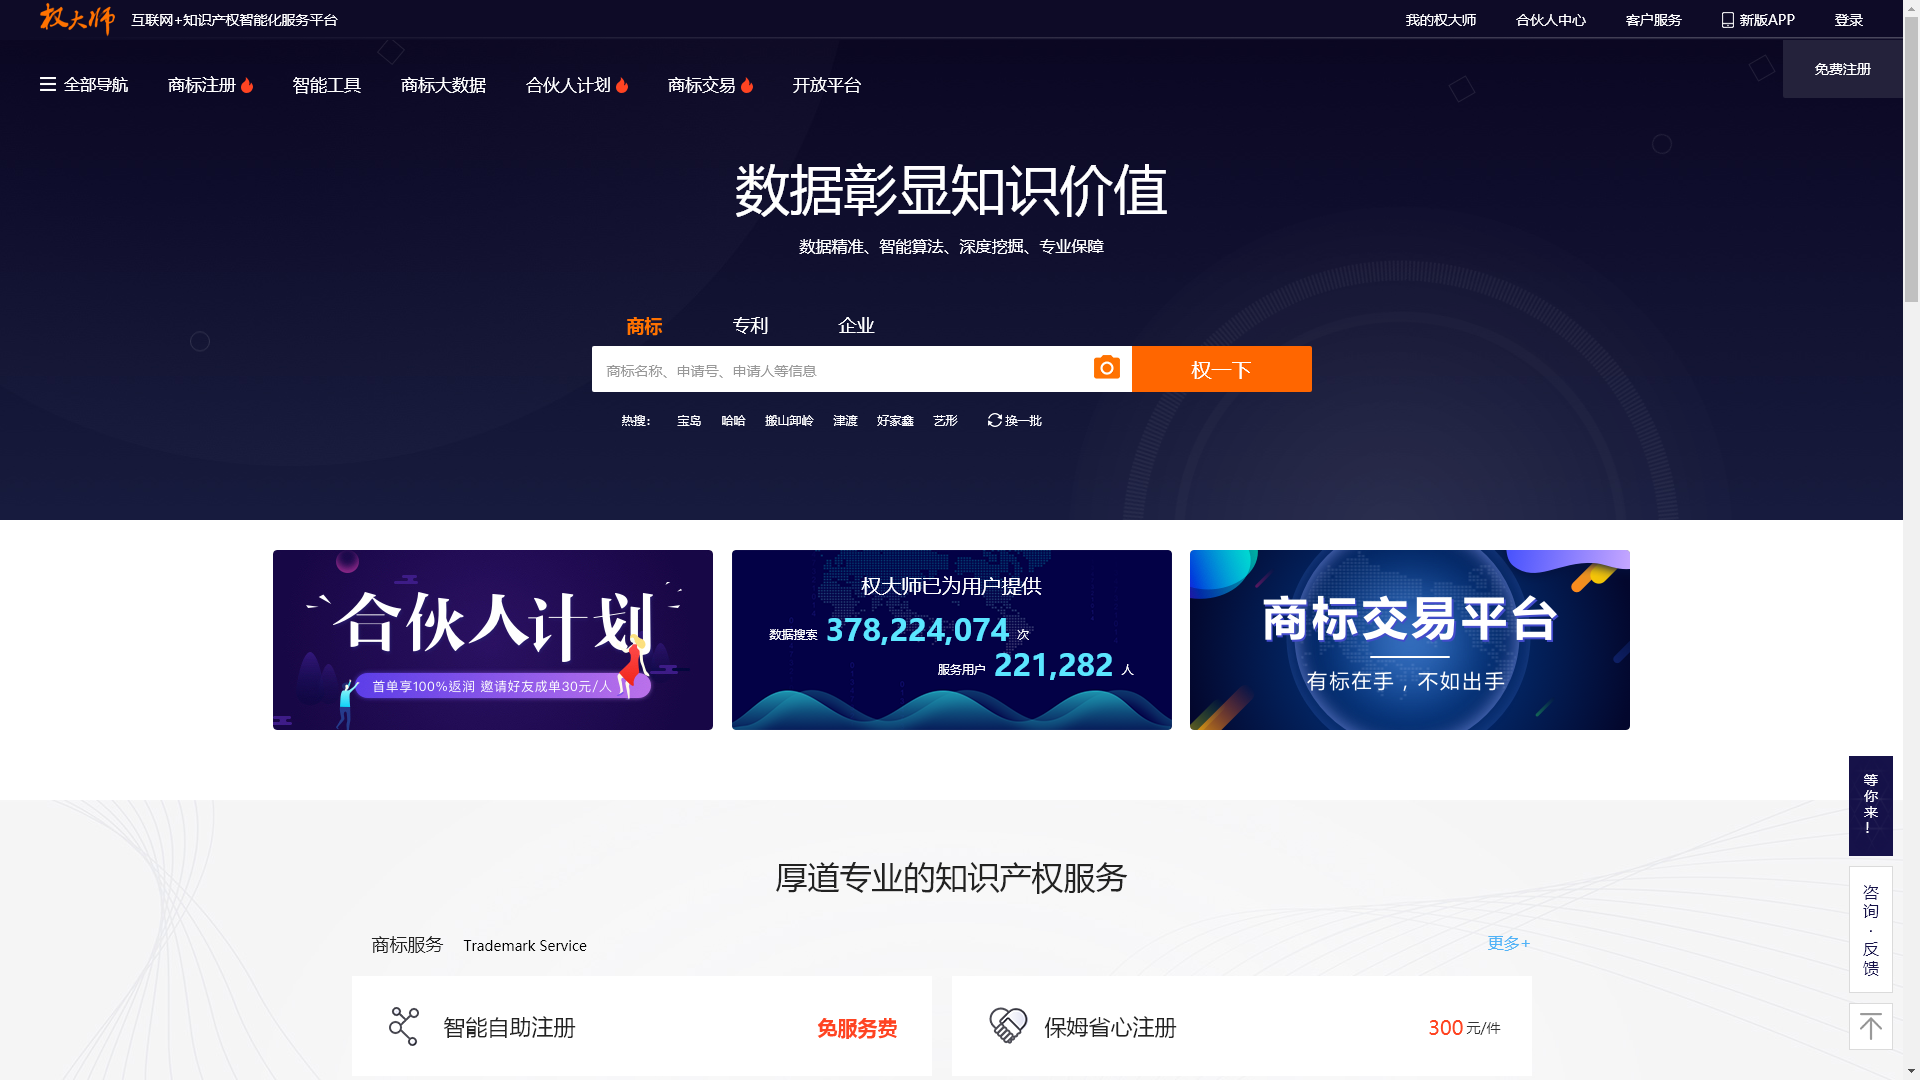 权大师 互联网+知识产权智能化服务平台 我的权大师 合伙人中心 客户服务 新版APP 登录
免费注册
全部导航 商标注册 智能工具 商标大数据 合伙人计划 商标交易 开放平台
数据彰显知识价值
数据精准、智能算法、深度挖掘、专业保障
商标 专利 企业
商标名称、申请号、申请人等信息 权一下
热搜： 宝岛 哈哈 搬山卸岭 津渡 好家鑫 艺形 换一批
合伙人计划
首单享100%返润 邀请好友成单30元/人
权大师已为用户提供
数据搜索 378,224,074 次
服务用户 221,282 人
商标交易平台
有标在手，不如出手
等你来！
咨询·反馈
厚道专业的知识产权服务
商标服务 Trademark Service 更多+
智能自助注册 免服务费
保姆省心注册 300元/件